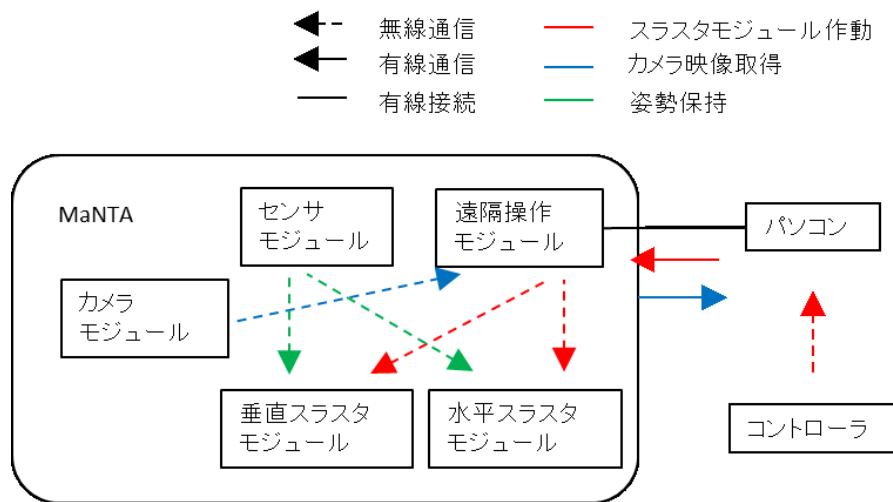 無線通信
スラスタモジュール作動
有線通信
カメラ映像取得
有線接続
姿勢保持
MaNTA
センサ
モジュール
遠隔操作
モジュール
パソコン
カメラ
モジュール
垂直スラスタ
モジュール
水平スラスタ
モジュール
コントローラ